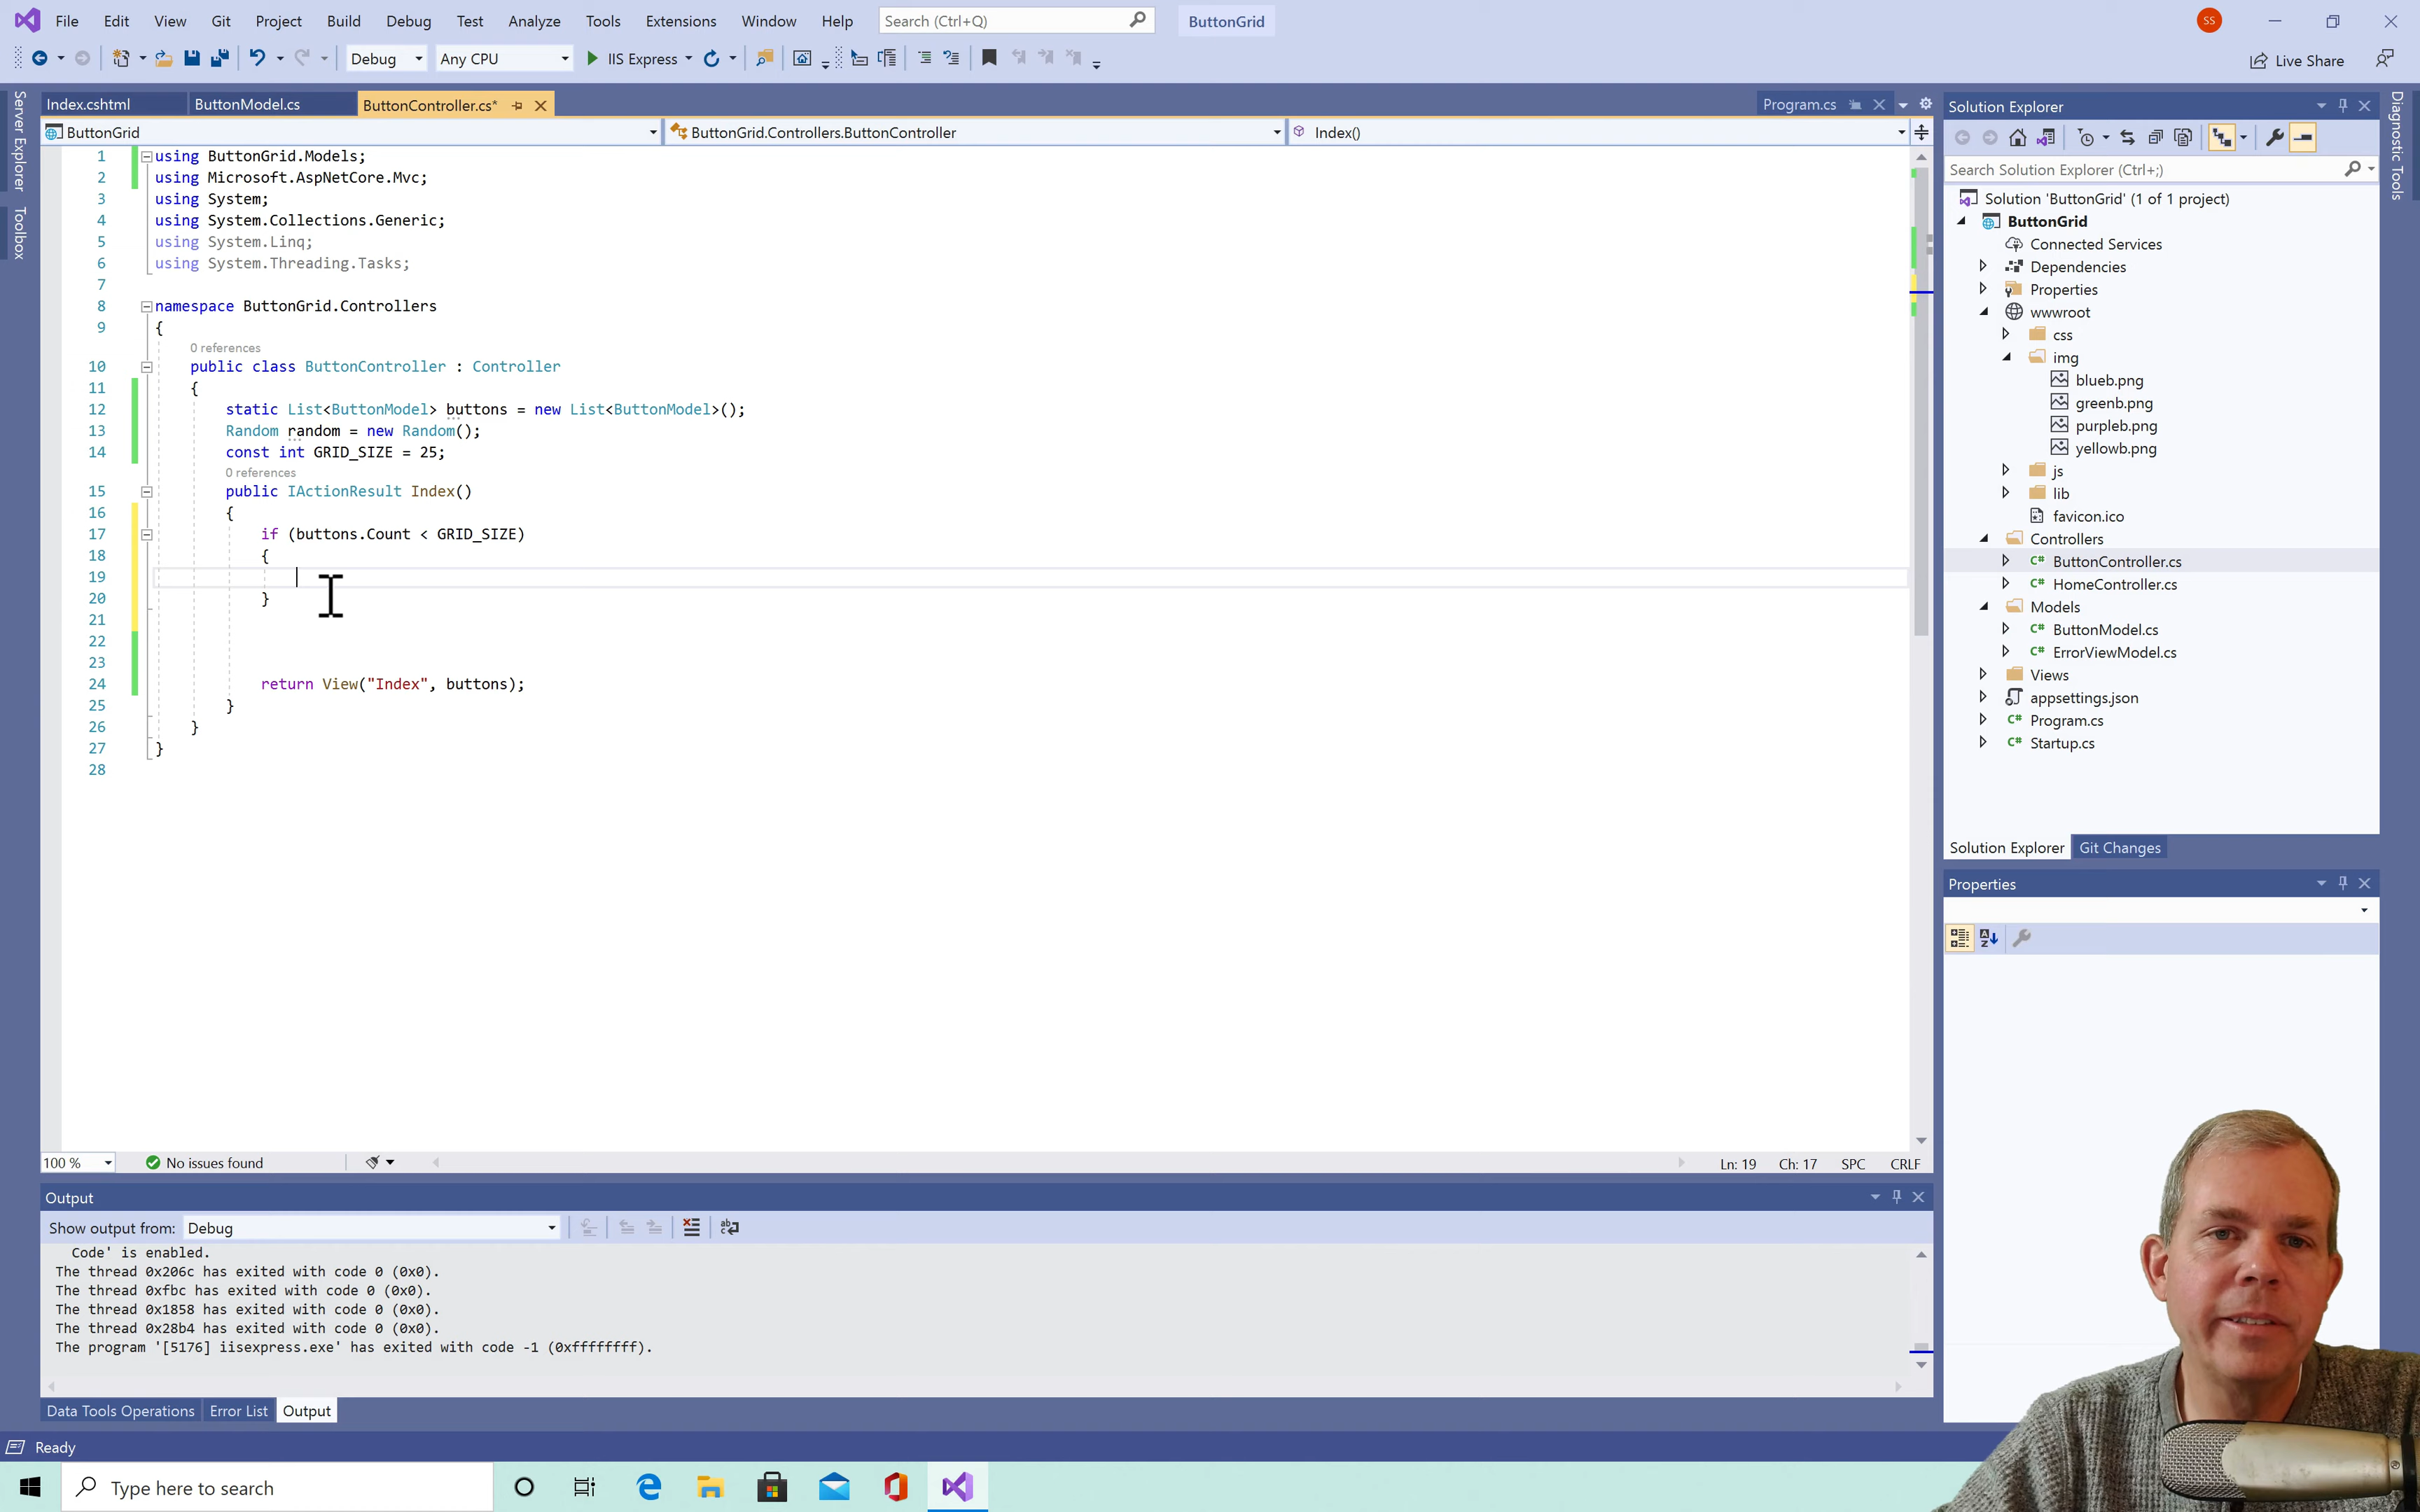 File Edit View Git Project Build Debug Test Analyze Tools Extensions Window Help Search (Ctrl+Q) ButtonGrid SS
Debug Any CPU IIS Express Live Share
Server Explorer
Toolbox
Index.cshtml ButtonModel.cs ButtonController.cs* Program.cs
ButtonGrid ButtonGrid.Controllers.ButtonController Index()
1 using ButtonGrid.Models;
2 using Microsoft.AspNetCore.Mvc;
3 using System;
4 using System.Collections.Generic;
5 using System.Linq;
6 using System.Threading.Tasks;
7
8 namespace ButtonGrid.Controllers
9 {
0 references
10 public class ButtonController : Controller
11 {
12 static List<ButtonModel> buttons = new List<ButtonModel>();
13 Random random = new Random();
14 const int GRID_SIZE = 25;
0 references
15 public IActionResult Index()
16 {
17 if (buttons.Count < GRID_SIZE)
18 {
19
20 }
21
22
23
24 return View("Index", buttons);
25 }
26 }
27 }
28
100 % No issues found Ln: 19 Ch: 17 SPC CRLF
Output
Show output from: Debug
Code' is enabled.
The thread 0x206c has exited with code 0 (0x0).
The thread 0xfbc has exited with code 0 (0x0).
The thread 0x1858 has exited with code 0 (0x0).
The thread 0x28b4 has exited with code 0 (0x0).
The program '[5176] iisexpress.exe' has exited with code -1 (0xffffffff).
Data Tools Operations Error List Output
Ready
Type here to search
Solution Explorer
Search Solution Explorer (Ctrl+;)
Solution 'ButtonGrid' (1 of 1 project)
ButtonGrid
Connected Services
Dependencies
Properties
wwwroot
css
img
blueb.png
greenb.png
purpleb.png
yellowb.png
js
lib
favicon.ico
Controllers
C# ButtonController.cs
C# HomeController.cs
Models
C# ButtonModel.cs
C# ErrorViewModel.cs
Views
appsettings.json
C# Program.cs
C# Startup.cs
Solution Explorer Git Changes
Properties
Diagnostic Tools